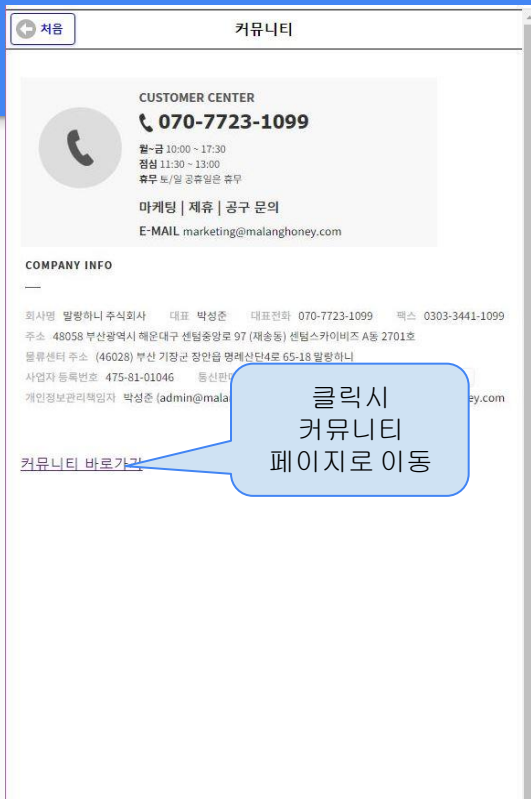 처음
커뮤니티
CUSTOMER CENTER
070-7723-1099
월~금 10:00 ~ 17:30
점심 11:30 ~ 13:00
휴무 토/일 공휴일은 휴무
마케팅 | 제휴 | 공구 문의
E-MAIL marketing@malanghoney.com
COMPANY INFO
회사명 말랑하니 주식회사 대표 박성준 대표전화 070-7723-1099 팩스 0303-3441-1099
주소 48058 부산광역시 해운대구 센텀중앙로 97 (재송동) 센텀스카이비즈 A동 2701호
물류센터 주소 (46028) 부산 기장군 장안읍 명례산단4로 65-18 말랑하니
사업자 등록번호 475-81-01046 통신판매
개인정보관리책임자 박성준 (admin@mala ey.com
클릭시
커뮤니티
페이지로 이동
커뮤니티 바로가기